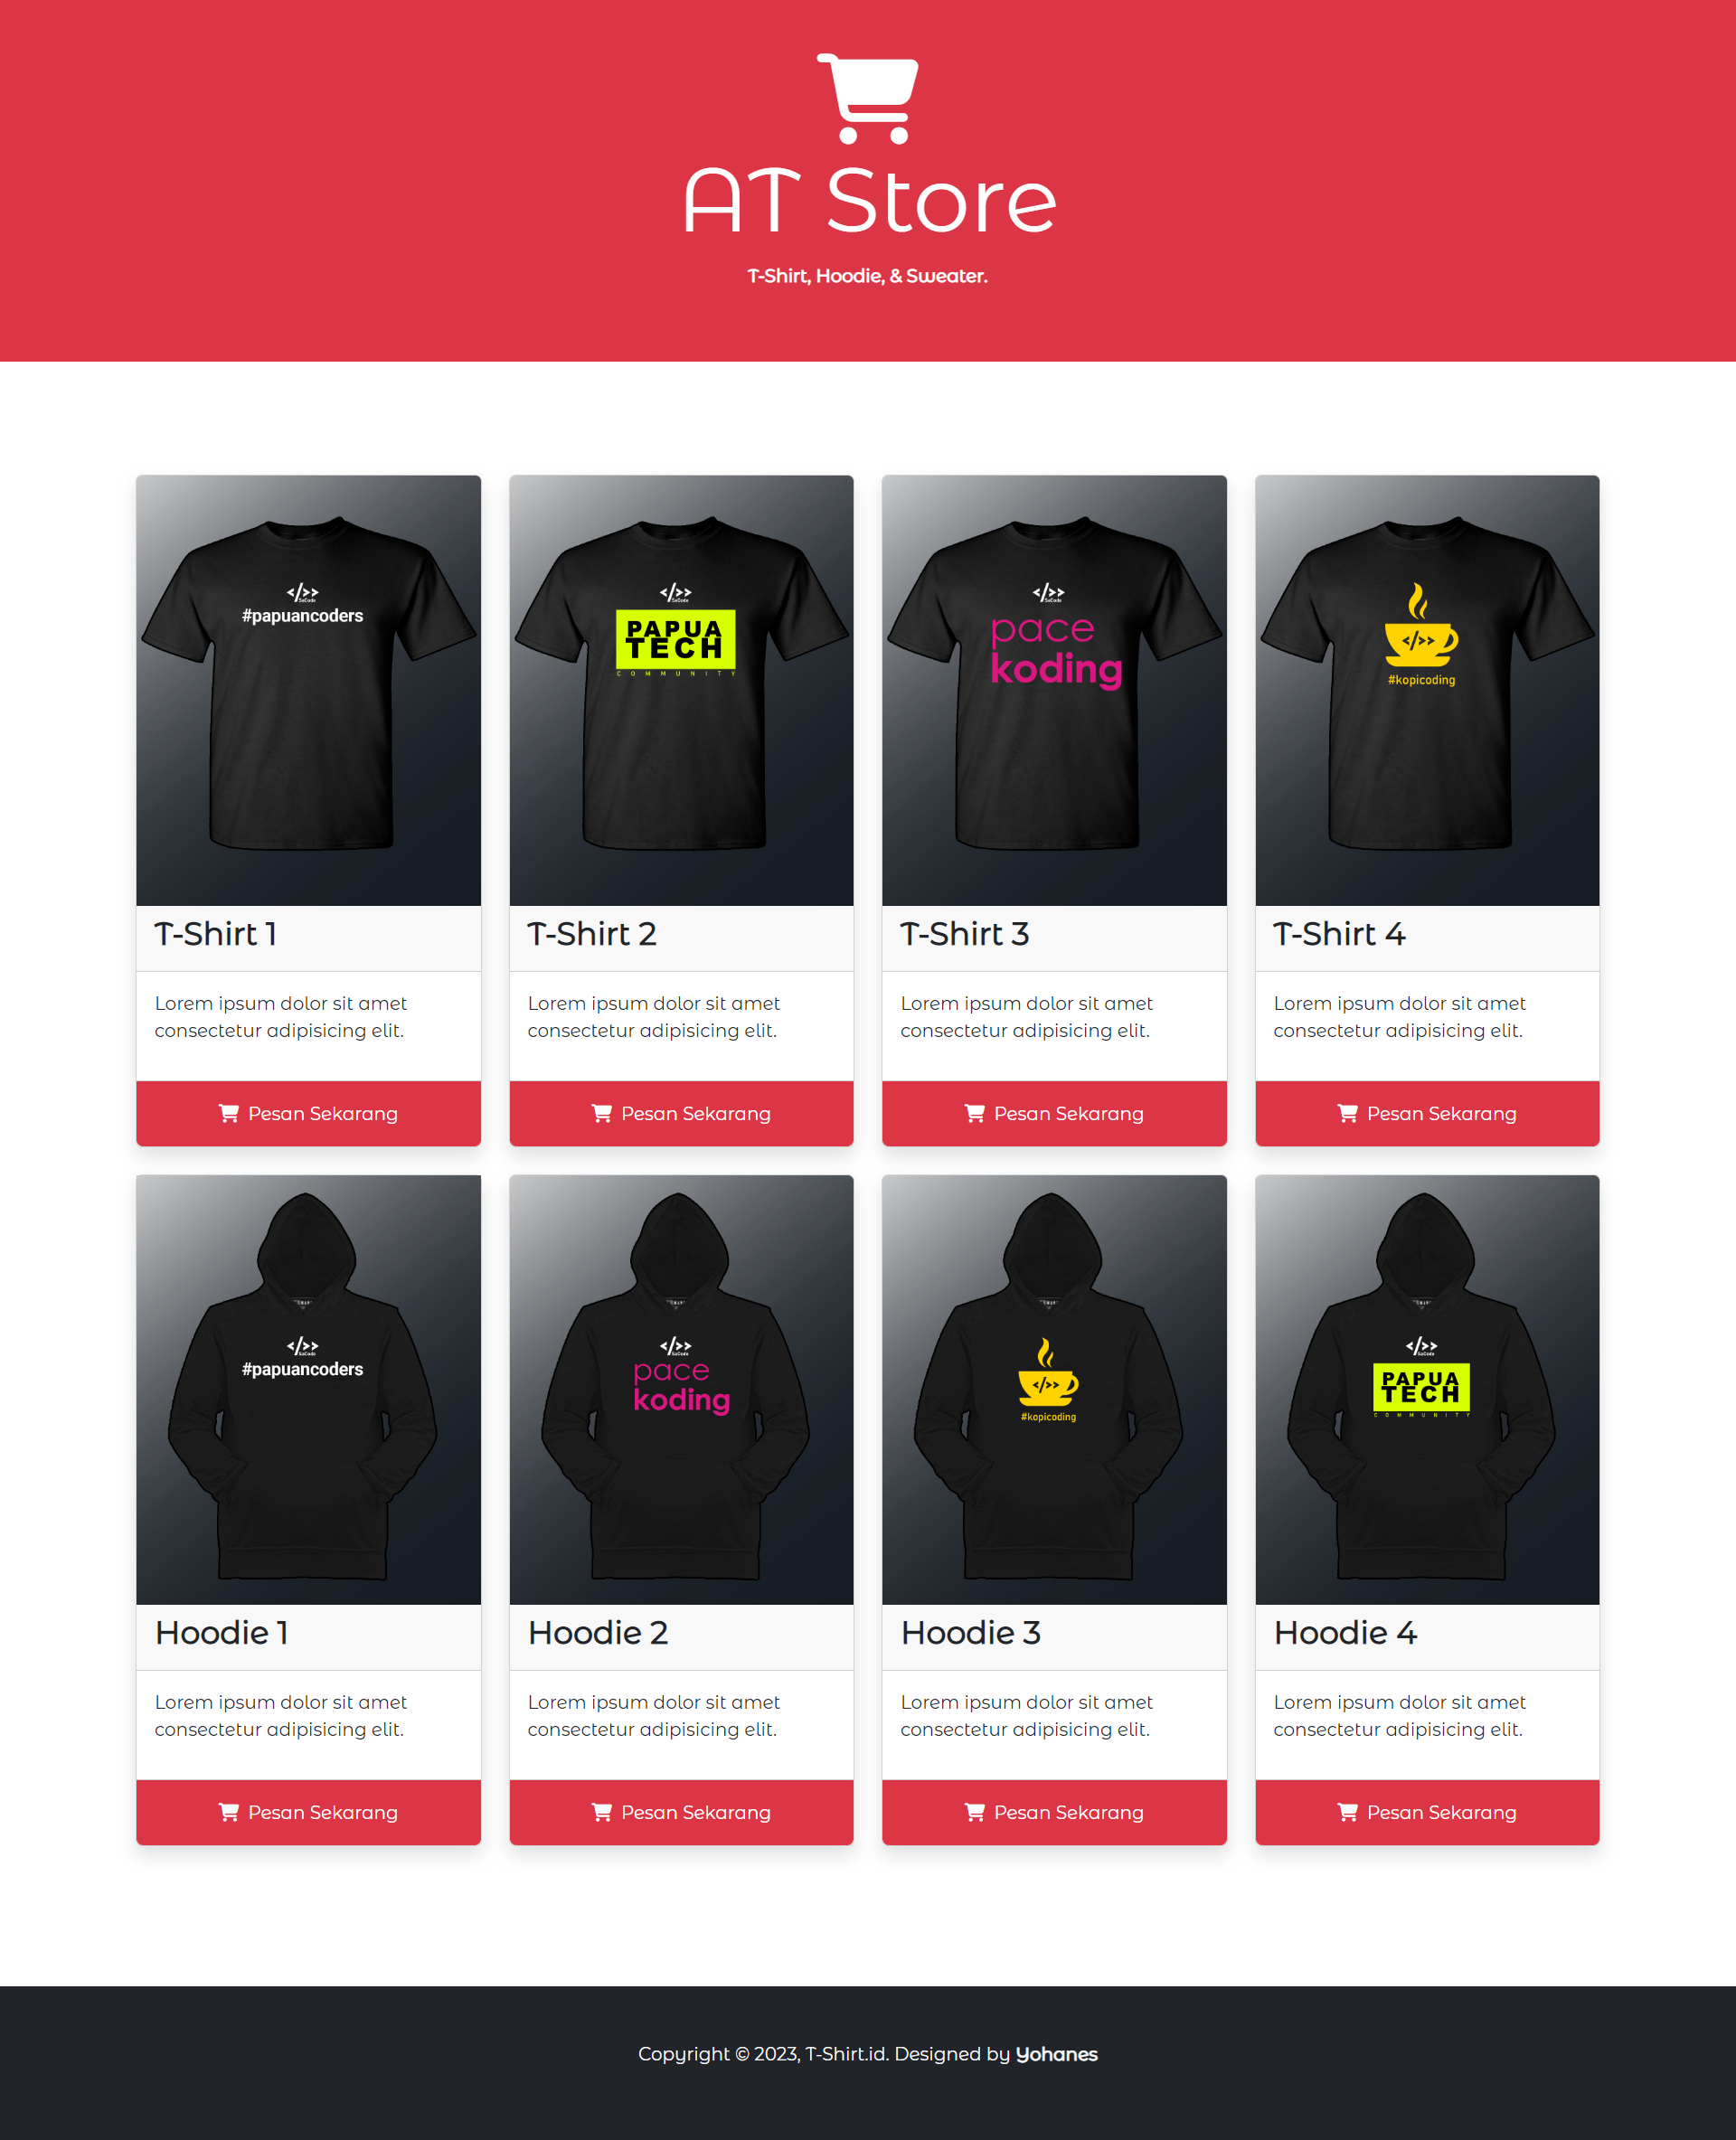 AT Store
T-Shirt, Hoodie, & Sweater.
</>>
SaCode
#papuancoders
</>>
SaCode
PAPUA
TECH
COMMUNITY
</>>
SaCode
pace
koding
</>>
#kopicoding
T-Shirt 1
T-Shirt 2
T-Shirt 3
T-Shirt 4
Lorem ipsum dolor sit amet
consectetur adipisicing elit.
Lorem ipsum dolor sit amet
consectetur adipisicing elit.
Lorem ipsum dolor sit amet
consectetur adipisicing elit.
Lorem ipsum dolor sit amet
consectetur adipisicing elit.
Pesan Sekarang
Pesan Sekarang
Pesan Sekarang
Pesan Sekarang
</>>
SaCode
#papuancoders
</>>
SaCode
pace
koding
</>>
#kopicoding
</>>
SaCode
PAPUA
TECH
COMMUNITY
Hoodie 1
Hoodie 2
Hoodie 3
Hoodie 4
Lorem ipsum dolor sit amet
consectetur adipisicing elit.
Lorem ipsum dolor sit amet
consectetur adipisicing elit.
Lorem ipsum dolor sit amet
consectetur adipisicing elit.
Lorem ipsum dolor sit amet
consectetur adipisicing elit.
Pesan Sekarang
Pesan Sekarang
Pesan Sekarang
Pesan Sekarang
Copyright © 2023, T-Shirt.id. Designed by Yohanes